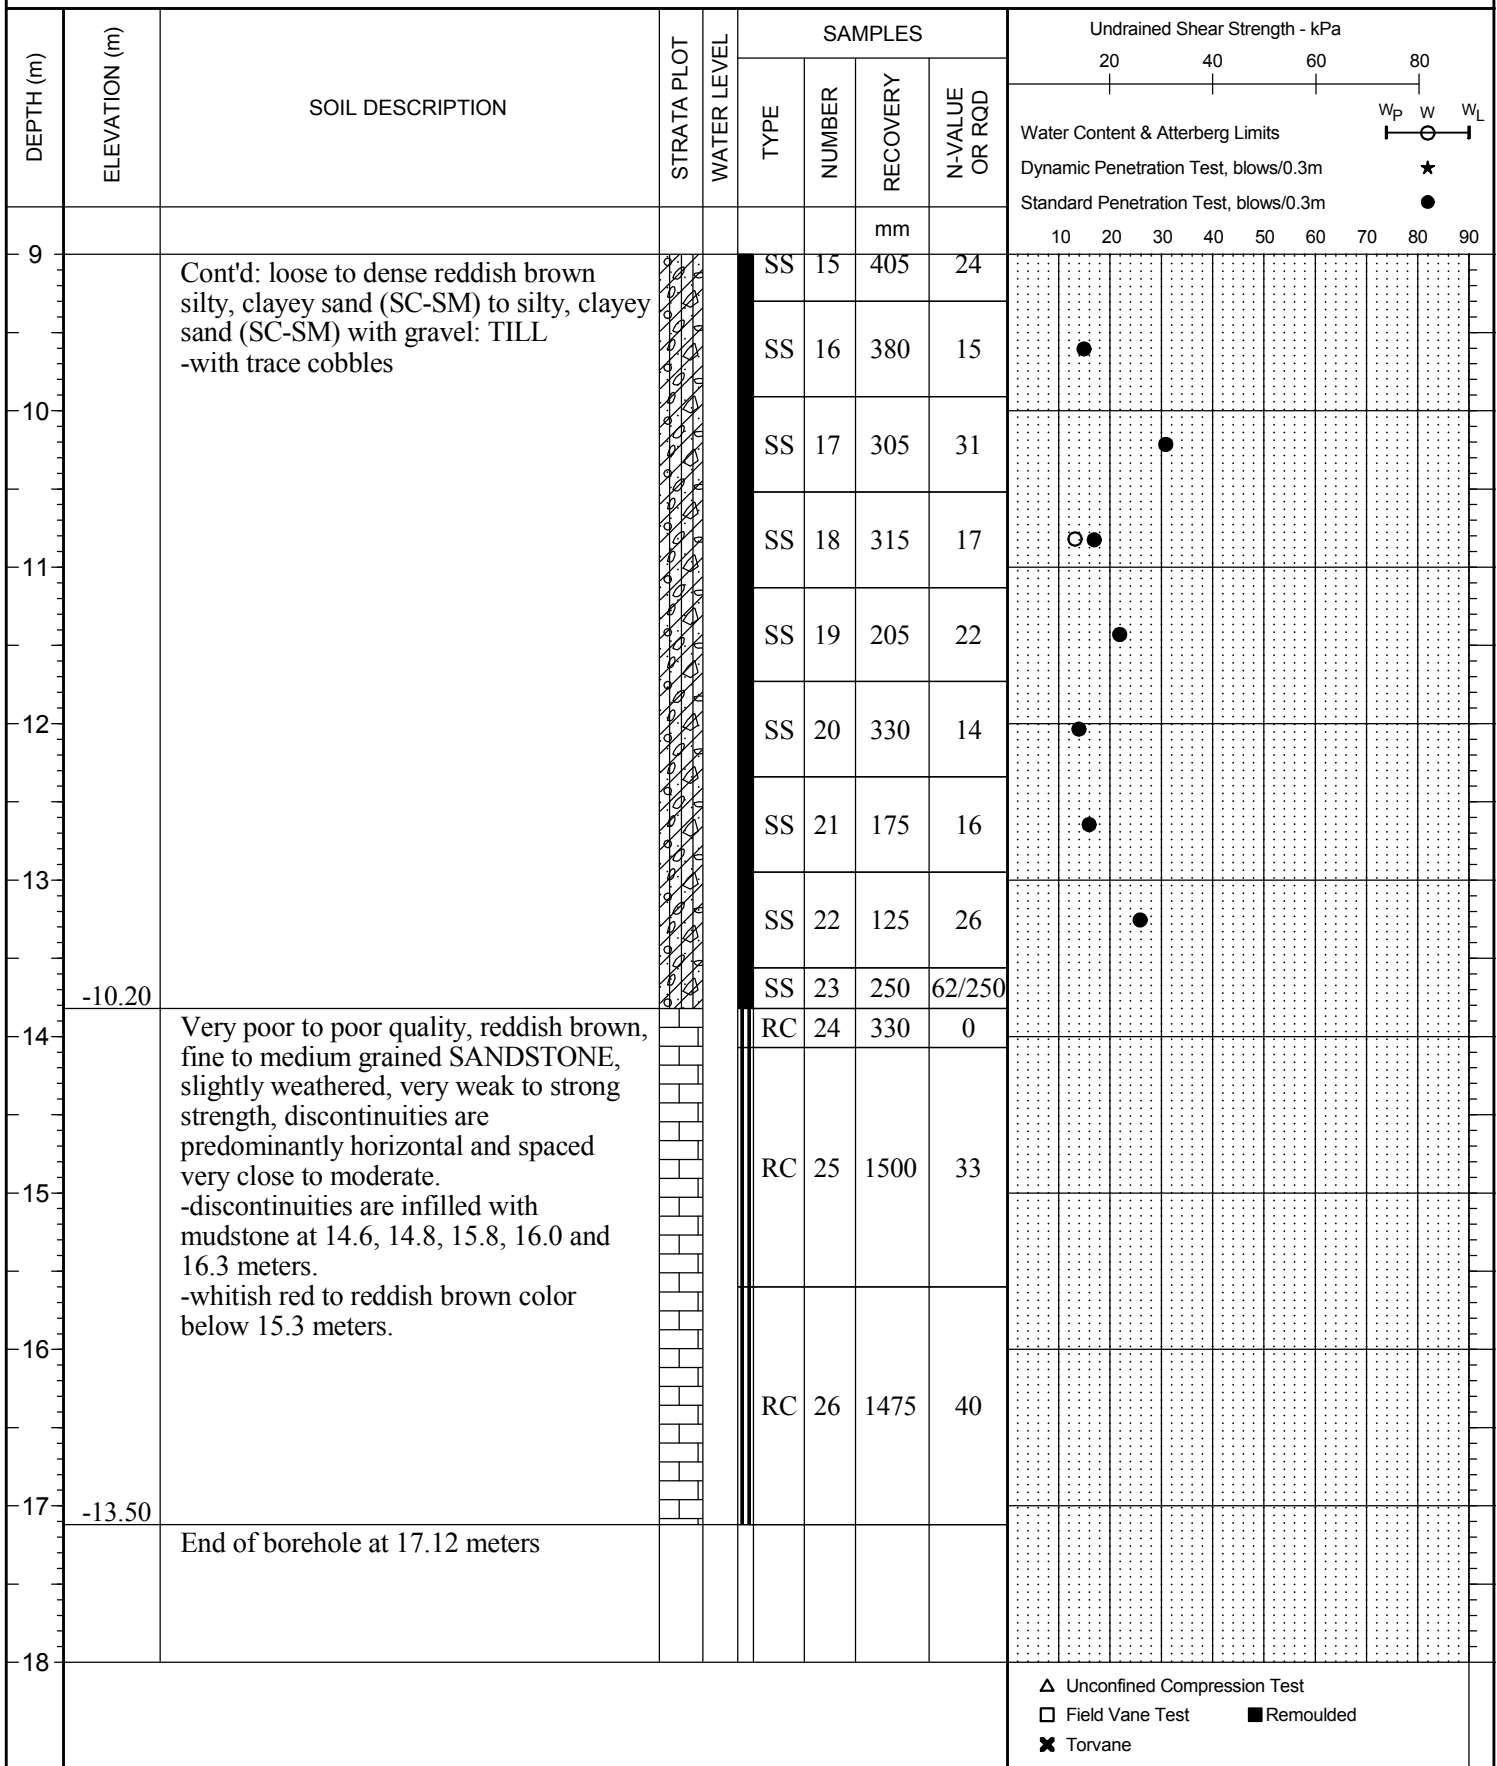 DEPTH (m)
ELEVATION (m)
SOIL DESCRIPTION
STRATA PLOT
WATER LEVEL
SAMPLES
TYPE
NUMBER
RECOVERY
N-VALUE
OR RQD
mm
Undrained Shear Strength - kPa
20 40 60 80
WP W WL
Water Content & Atterberg Limits
Dynamic Penetration Test, blows/0.3m ★
Standard Penetration Test, blows/0.3m ●
10 20 30 40 50 60 70 80 90
9
Cont'd: loose to dense reddish brown
silty, clayey sand (SC-SM) to silty, clayey
sand (SC-SM) with gravel: TILL
-with trace cobbles
SS 15 405 24
SS 16 380 15
10
SS 17 305 31
SS 18 315 17
11
SS 19 205 22
12
SS 20 330 14
SS 21 175 16
13
SS 22 125 26
SS 23 250 62/250
-10.20
Very poor to poor quality, reddish brown,
fine to medium grained SANDSTONE,
slightly weathered, very weak to strong
strength, discontinuities are
predominantly horizontal and spaced
very close to moderate.
-discontinuities are infilled with
mudstone at 14.6, 14.8, 15.8, 16.0 and
16.3 meters.
-whitish red to reddish brown color
below 15.3 meters.
RC 24 330 0
14
RC 25 1500 33
15
16
RC 26 1475 40
17
-13.50
End of borehole at 17.12 meters
18
△ Unconfined Compression Test
□ Field Vane Test ■ Remoulded
✖ Torvane